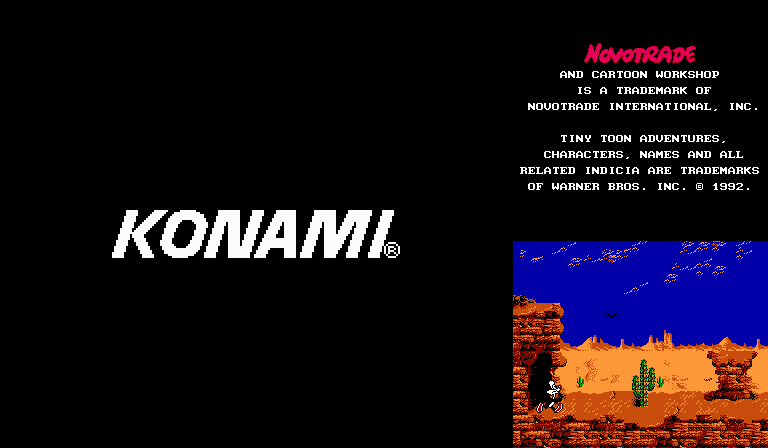 KONAMI®
NOVOTRADE
AND CARTOON WORKSHOP
IS A TRADEMARK OF
NOVOTRADE INTERNATIONAL, INC.
TINY TOON ADVENTURES,
CHARACTERS, NAMES AND ALL
RELATED INDICIA ARE TRADEMARKS
OF WARNER BROS. INC. © 1992.